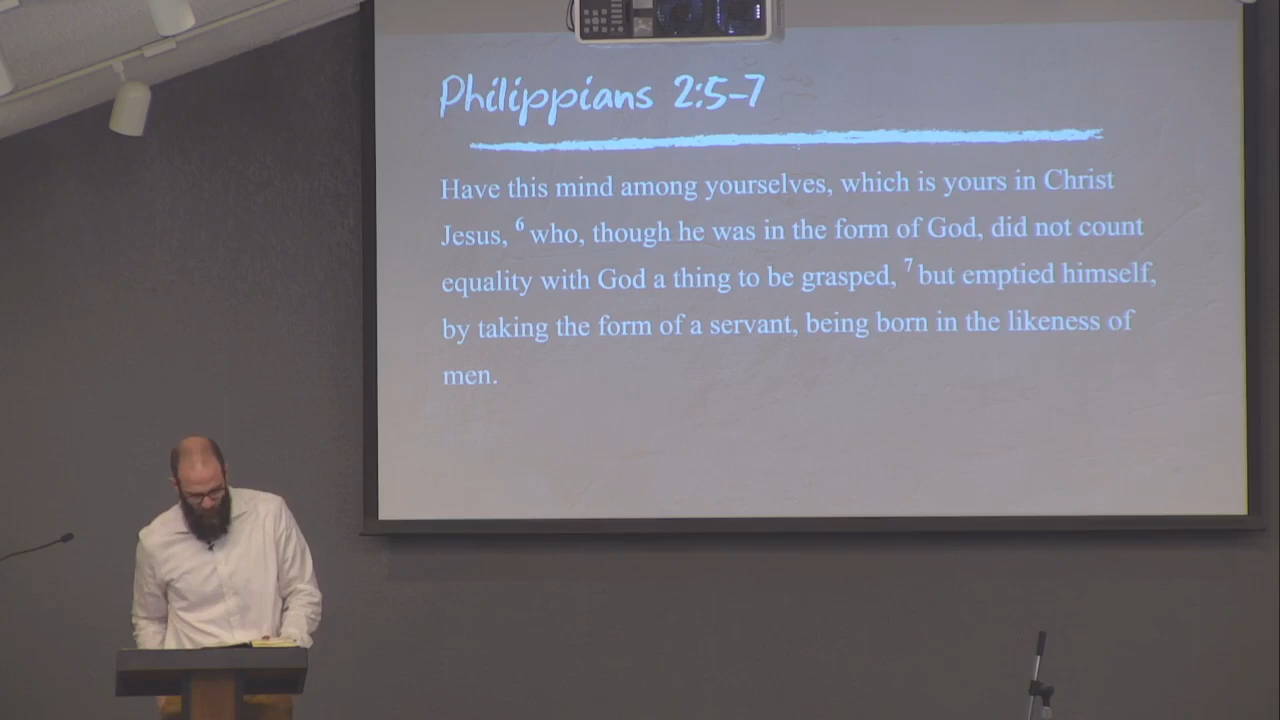 Philippians 2:5-7
Have this mind among yourselves, which is yours in Christ
Jesus, ⁶ who, though he was in the form of God, did not count
equality with God a thing to be grasped, ⁷ but emptied himself,
by taking the form of a servant, being born in the likeness of
men.